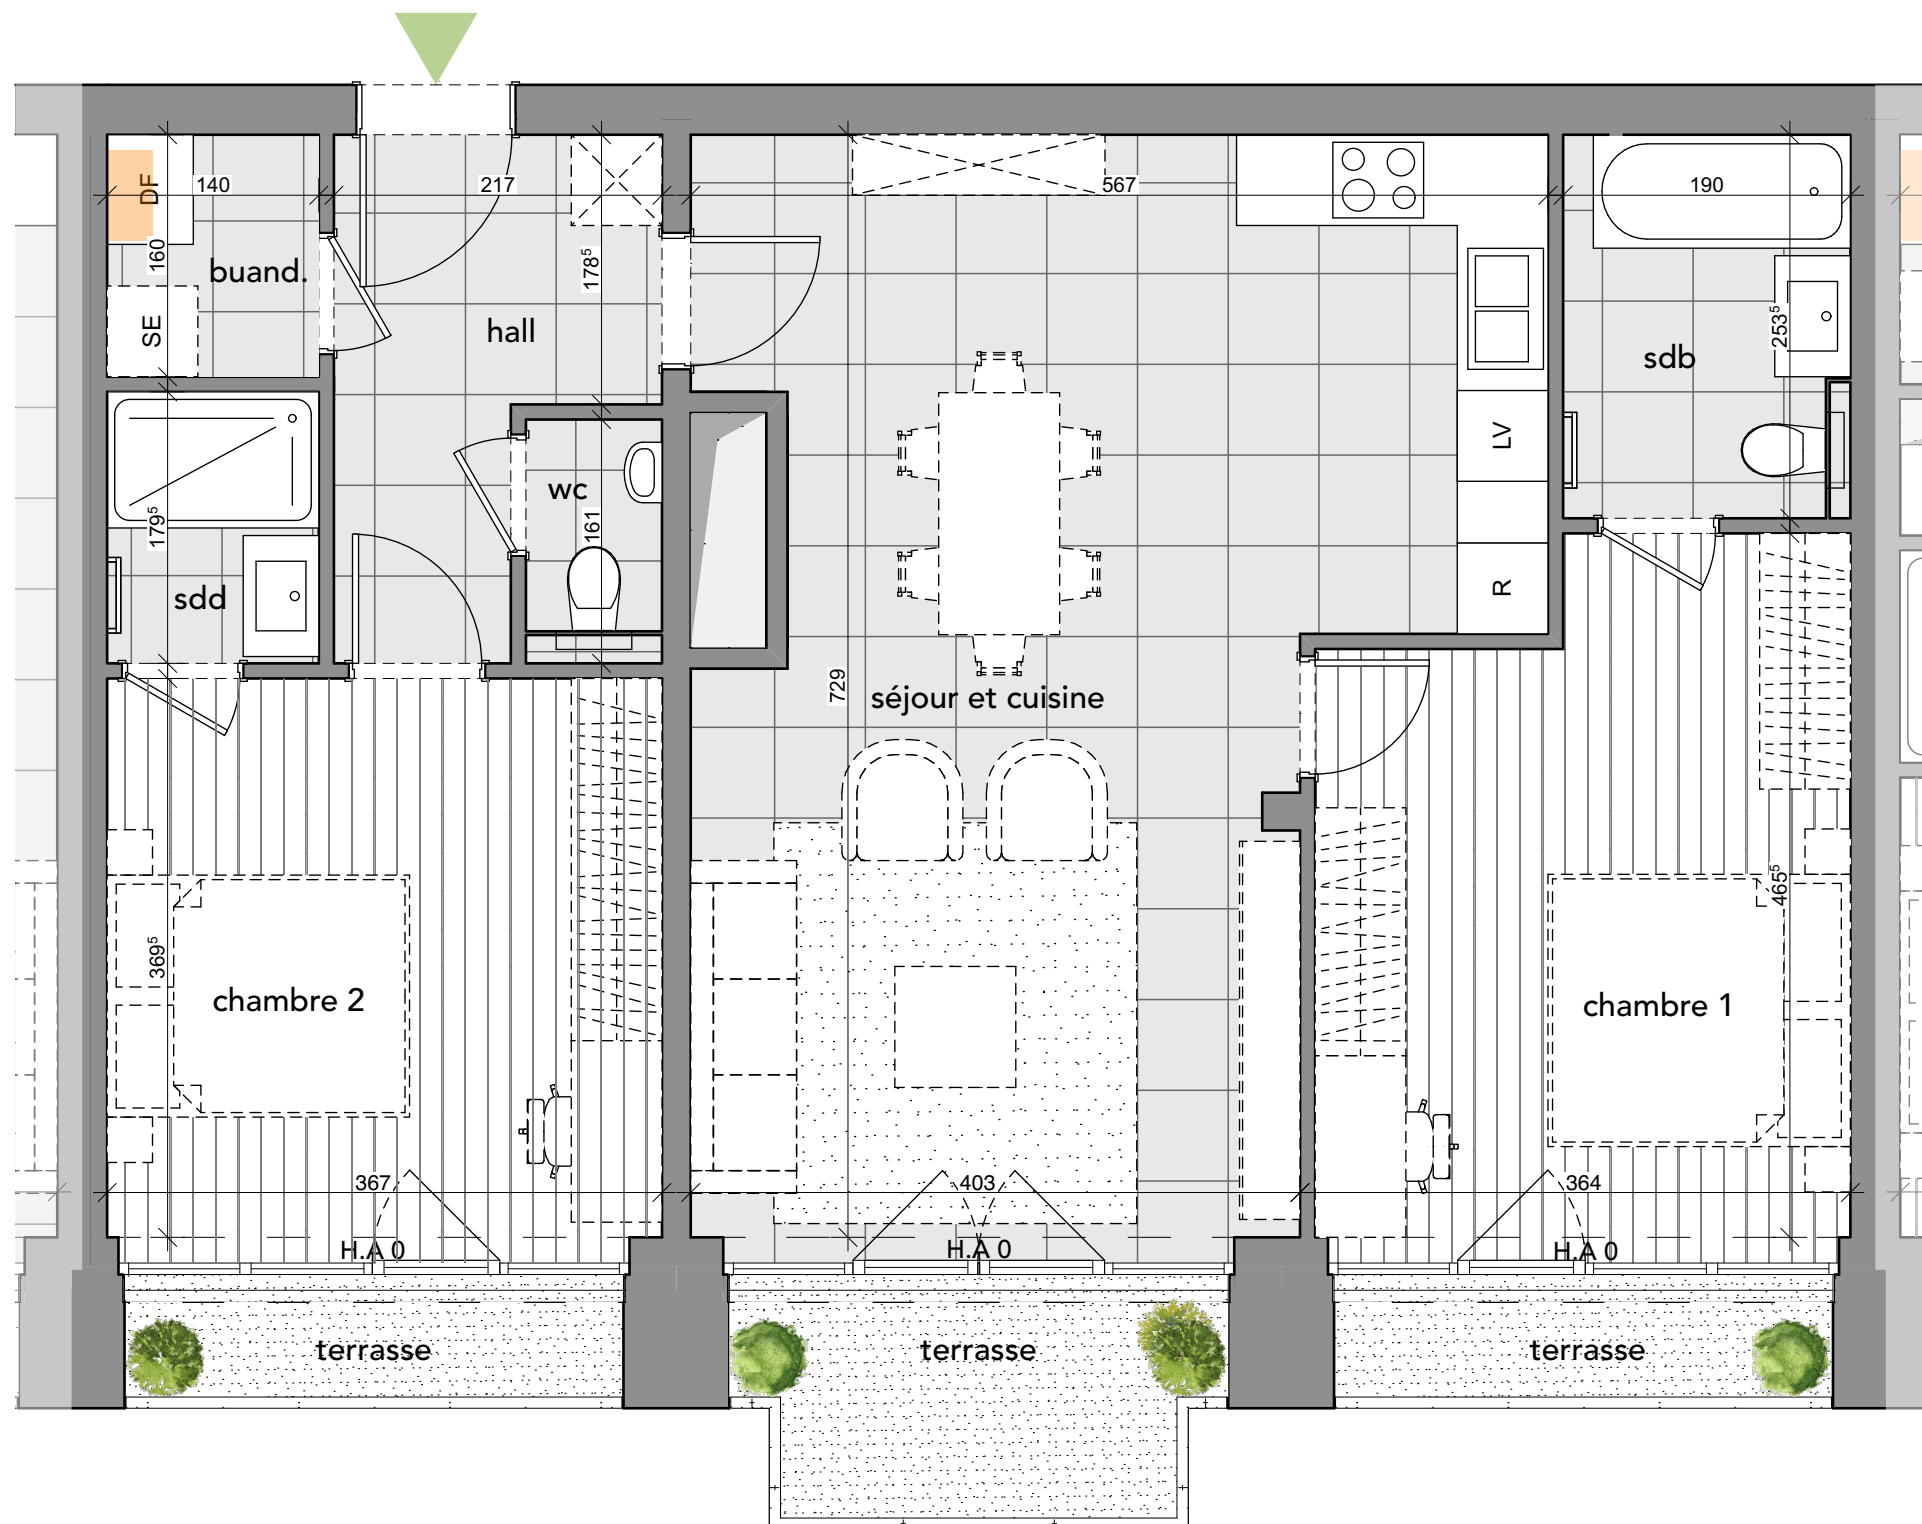 140
217
567
190
DF
160
buand.
178⁵
hall
SE
253⁵
sdb
LV
wc
161
179⁵
R
sdd
729
séjour et cuisine
465⁵
369⁵
chambre 2
chambre 1
367
403
364
H.A 0
H.A 0
H.A 0
terrasse
terrasse
terrasse